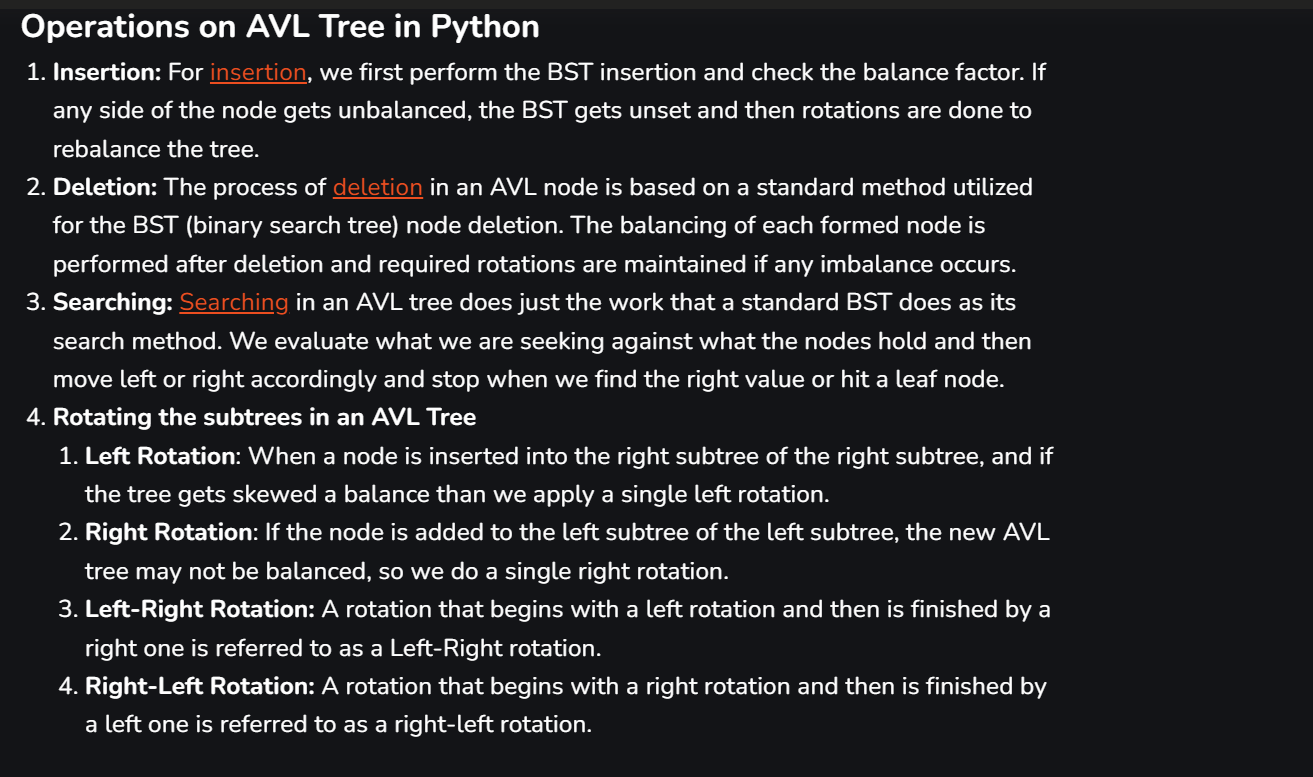 Operations on AVL Tree in Python
1. Insertion: For insertion, we first perform the BST insertion and check the balance factor. If
any side of the node gets unbalanced, the BST gets unset and then rotations are done to
rebalance the tree.
2. Deletion: The process of deletion in an AVL node is based on a standard method utilized
for the BST (binary search tree) node deletion. The balancing of each formed node is
performed after deletion and required rotations are maintained if any imbalance occurs.
3. Searching: Searching in an AVL tree does just the work that a standard BST does as its
search method. We evaluate what we are seeking against what the nodes hold and then
move left or right accordingly and stop when we find the right value or hit a leaf node.
4. Rotating the subtrees in an AVL Tree
1. Left Rotation: When a node is inserted into the right subtree of the right subtree, and if
the tree gets skewed a balance than we apply a single left rotation.
2. Right Rotation: If the node is added to the left subtree of the left subtree, the new AVL
tree may not be balanced, so we do a single right rotation.
3. Left-Right Rotation: A rotation that begins with a left rotation and then is finished by a
right one is referred to as a Left-Right rotation.
4. Right-Left Rotation: A rotation that begins with a right rotation and then is finished by
a left one is referred to as a right-left rotation.